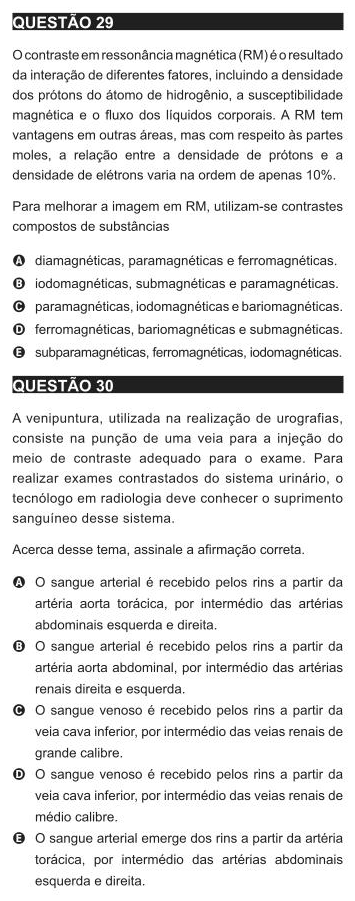 QUESTÃO 29
O contraste em ressonância magnética (RM) é o resultado
da interação de diferentes fatores, incluindo a densidade
dos prótons do átomo de hidrogênio, a susceptibilidade
magnética e o fluxo dos líquidos corporais. A RM tem
vantagens em outras áreas, mas com respeito às partes
moles, a relação entre a densidade de prótons e a
densidade de elétrons varia na ordem de apenas 10%.
Para melhorar a imagem em RM, utilizam-se contrastes
compostos de substâncias
A diamagnéticas, paramagnéticas e ferromagnéticas.
B iodomagnéticas, submagnéticas e paramagnéticas.
C paramagnéticas, iodomagnéticas e bariomagnéticas.
D ferromagnéticas, bariomagnéticas e submagnéticas.
E subparamagnéticas, ferromagnéticas, iodomagnéticas.
QUESTÃO 30
A venipuntura, utilizada na realização de urografias,
consiste na punção de uma veia para a injeção do
meio de contraste adequado para o exame. Para
realizar exames contrastados do sistema urinário, o
tecnólogo em radiologia deve conhecer o suprimento
sanguíneo desse sistema.
Acerca desse tema, assinale a afirmação correta.
A O sangue arterial é recebido pelos rins a partir da
artéria aorta torácica, por intermédio das artérias
abdominais esquerda e direita.
B O sangue arterial é recebido pelos rins a partir da
artéria aorta abdominal, por intermédio das artérias
renais direita e esquerda.
C O sangue venoso é recebido pelos rins a partir da
veia cava inferior, por intermédio das veias renais de
grande calibre.
D O sangue venoso é recebido pelos rins a partir da
veia cava inferior, por intermédio das veias renais de
médio calibre.
E O sangue arterial emerge dos rins a partir da artéria
torácica, por intermédio das artérias abdominais
esquerda e direita.